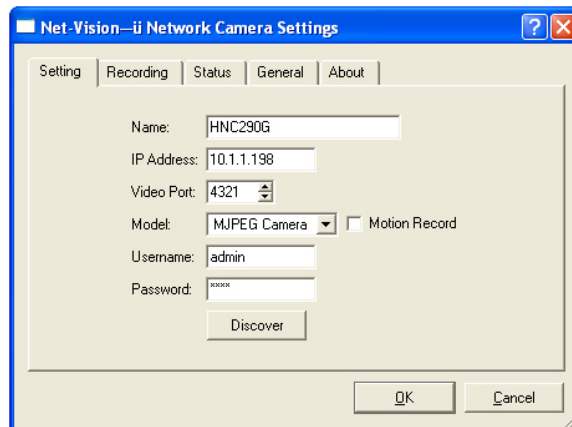 Net-Vision—ü Network Camera Settings
Setting Recording Status General About
Name: HNC290G
IP Address: 10.1.1.198
Video Port: 4321
Model: MJPEG Camera Motion Record
Username: admin
Password: ****
Discover
OK Cancel